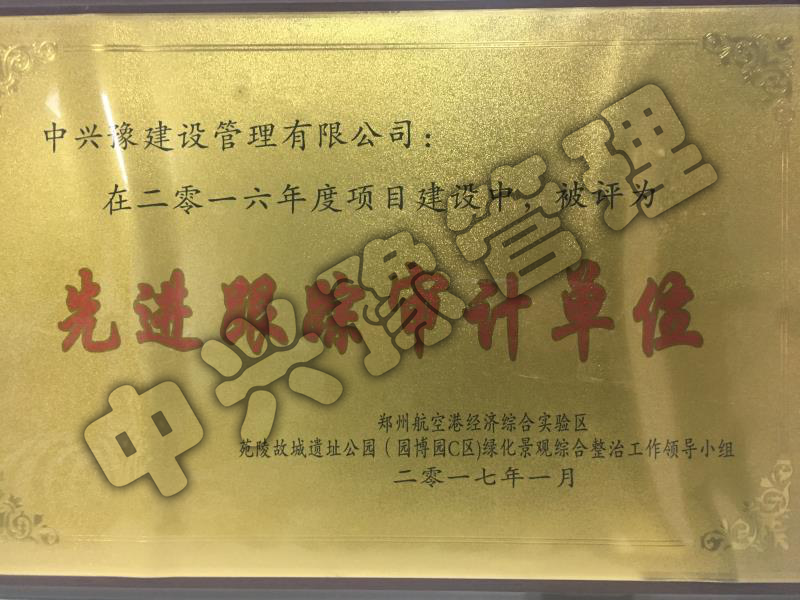 中兴豫建设管理有限公司：
在二零一六年度项目建设中，被评为
先进跟踪审计单位
郑州航空港经济综合实验区
苑陵故城遗址公园（园博园C区)绿化景观综合整治工作领导小组
二零一七年一月
中兴豫管理